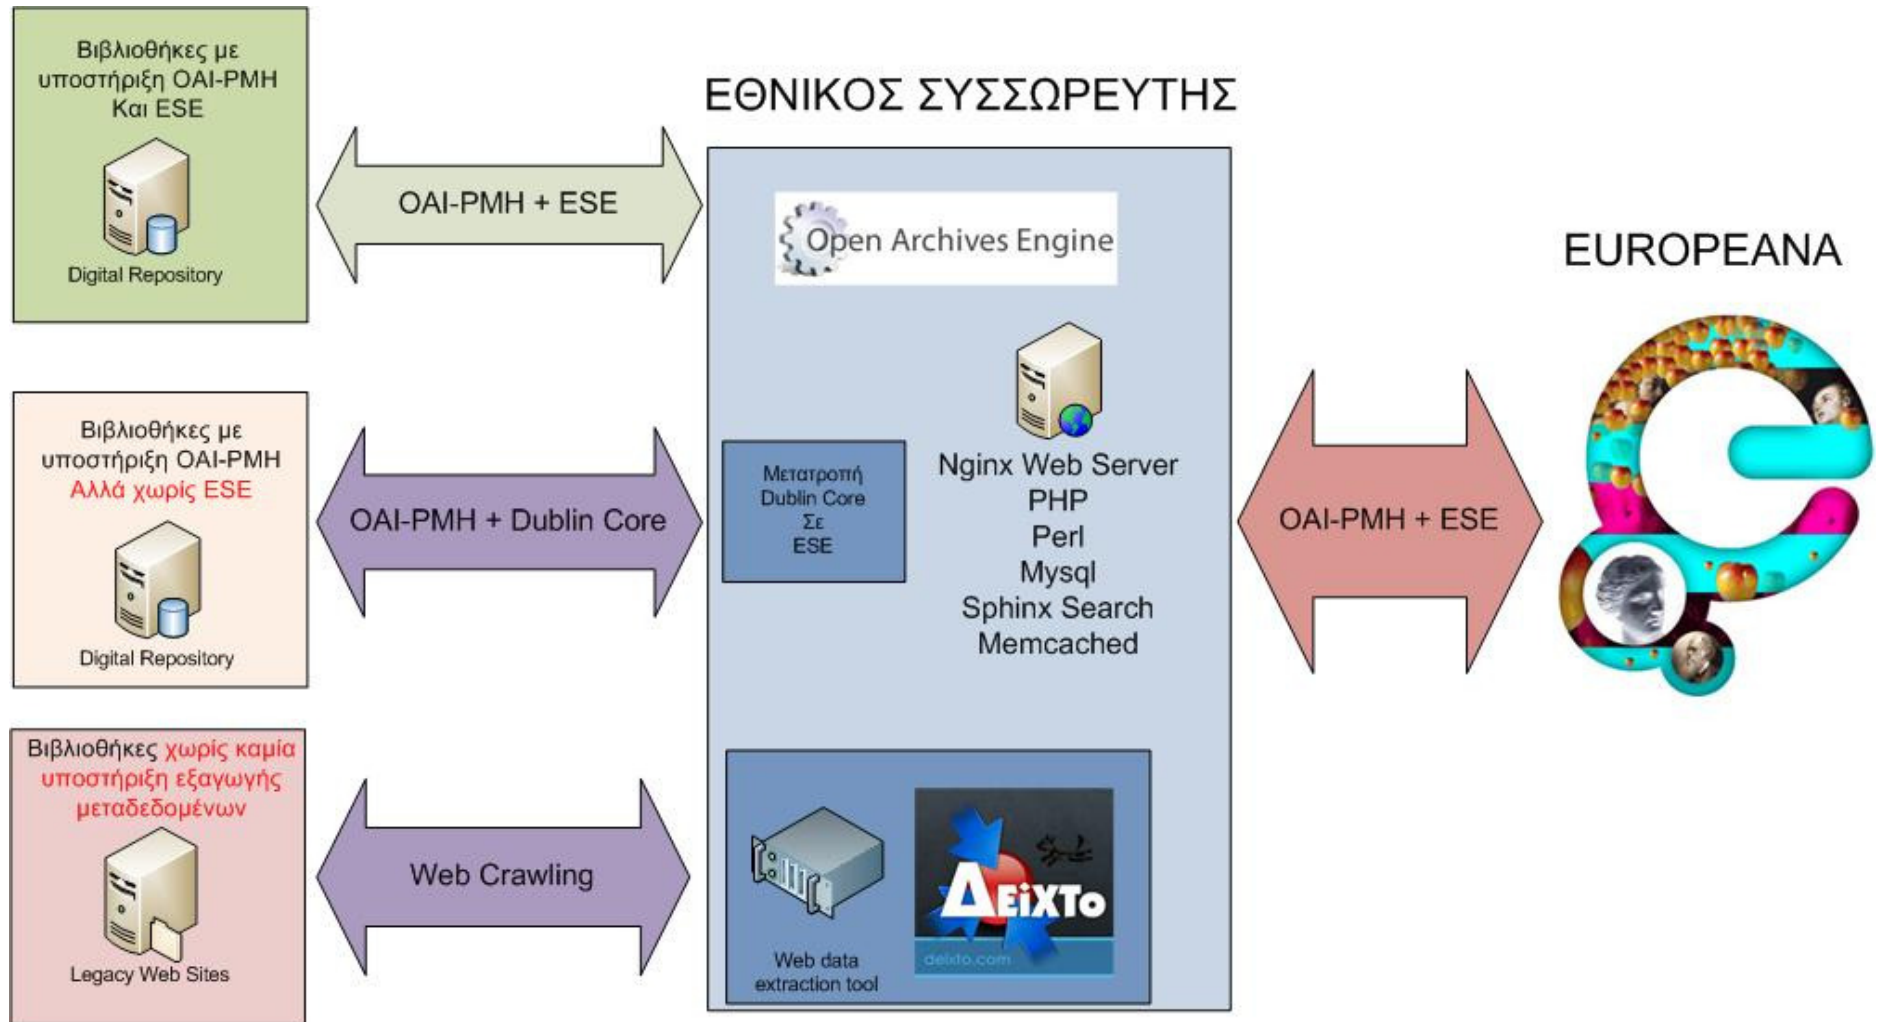 Βιβλιοθήκες με
υποστήριξη OAI-PMH
Και ESE
Digital Repository
OAI-PMH + ESE
Βιβλιοθήκες με
υποστήριξη OAI-PMH
Αλλά χωρίς ESE
Digital Repository
OAI-PMH + Dublin Core
Βιβλιοθήκες χωρίς καμία
υποστήριξη εξαγωγής
μεταδεδομένων
Legacy Web Sites
Web Crawling
ΕΘΝΙΚΟΣ ΣΥΣΣΩΡΕΥΤΗΣ
Open Archives Engine
Μετατροπή
Dublin Core
Σε
ESE
Nginx Web Server
PHP
Perl
Mysql
Sphinx Search
Memcached
Web data
extraction tool
ΔEiXTo
deixto.com
OAI-PMH + ESE
EUROPEANA